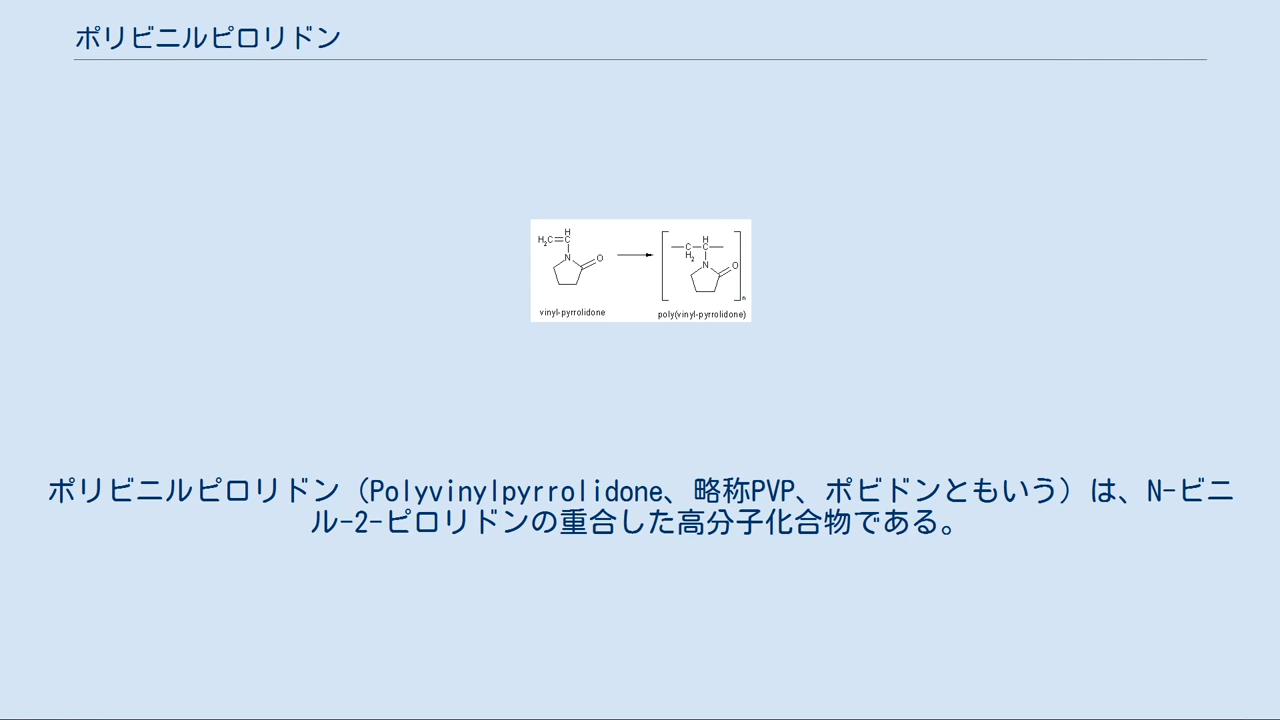 ポリビニルピロリドン
H
H₂C=C
N
O
vinyl-pyrrolidone
H
C
C
H₂
N
O
n
poly(vinyl-pyrrolidone)
ポリビニルピロリドン（Polyvinylpyrrolidone、略称PVP、ポビドンともいう）は、N-ビニ
ル-2-ピロリドンの重合した高分子化合物である。